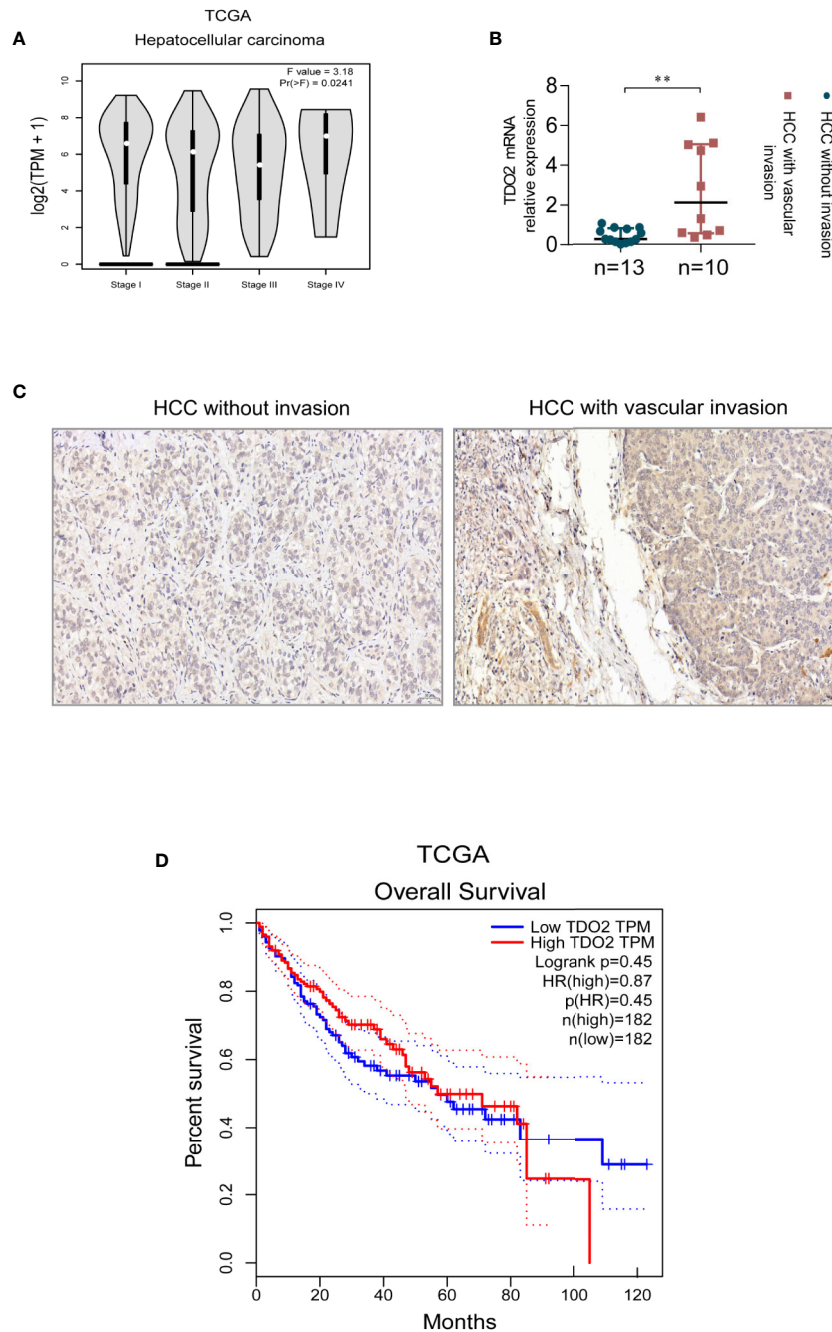 A
TCGA
Hepatocellular carcinoma
F value = 3.18
Pr(>F) = 0.0241
log2(TPM + 1)
10
8
6
4
2
0
Stage I
Stage II
Stage III
Stage IV
B
**
TDO2 mRNA
relative expression
8
6
4
2
0
n=13
n=10
HCC with vascular
invasion
HCC without invasion
C
HCC without invasion
HCC with vascular invasion
D
TCGA
Overall Survival
Low TDO2 TPM
High TDO2 TPM
Logrank p=0.45
HR(high)=0.87
p(HR)=0.45
n(high)=182
n(low)=182
Percent survival
1.0
0.8
0.6
0.4
0.2
0.0
0
20
40
60
80
100
120
Months